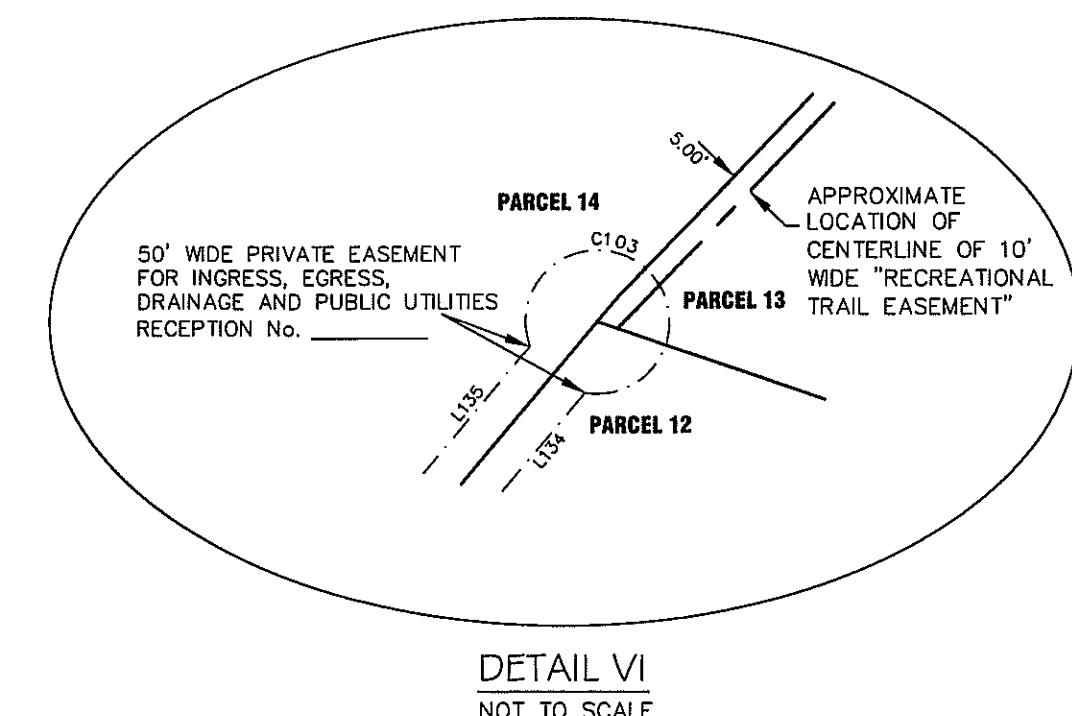 5.00'
PARCEL 14
C103
APPROXIMATE
LOCATION OF
CENTERLINE OF 10'
WIDE "RECREATIONAL
TRAIL EASEMENT"
50' WIDE PRIVATE EASEMENT
FOR INGRESS, EGRESS,
DRAINAGE AND PUBLIC UTILITIES
RECEPTION No. 
PARCEL 13
L135
L134
PARCEL 12
DETAIL VI
NOT TO SCALE